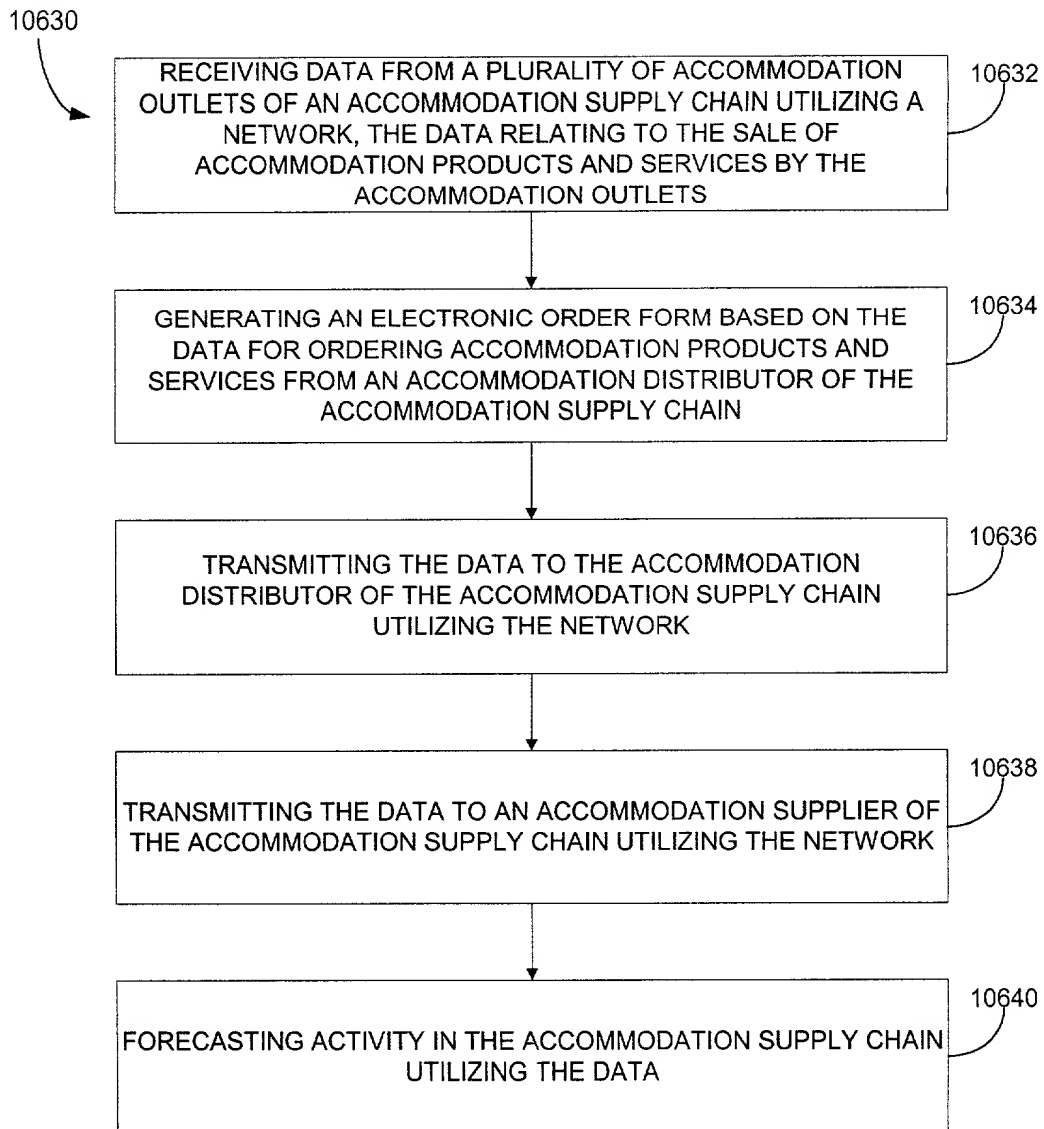 10630
RECEIVING DATA FROM A PLURALITY OF ACCOMMODATION
OUTLETS OF AN ACCOMMODATION SUPPLY CHAIN UTILIZING A
NETWORK, THE DATA RELATING TO THE SALE OF
ACCOMMODATION PRODUCTS AND SERVICES BY THE
ACCOMMODATION OUTLETS
10632
GENERATING AN ELECTRONIC ORDER FORM BASED ON THE
DATA FOR ORDERING ACCOMMODATION PRODUCTS AND
SERVICES FROM AN ACCOMMODATION DISTRIBUTOR OF THE
ACCOMMODATION SUPPLY CHAIN
10634
TRANSMITTING THE DATA TO THE ACCOMMODATION
DISTRIBUTOR OF THE ACCOMMODATION SUPPLY CHAIN
UTILIZING THE NETWORK
10636
TRANSMITTING THE DATA TO AN ACCOMMODATION SUPPLIER OF
THE ACCOMMODATION SUPPLY CHAIN UTILIZING THE NETWORK
10638
FORECASTING ACTIVITY IN THE ACCOMMODATION SUPPLY CHAIN
UTILIZING THE DATA
10640